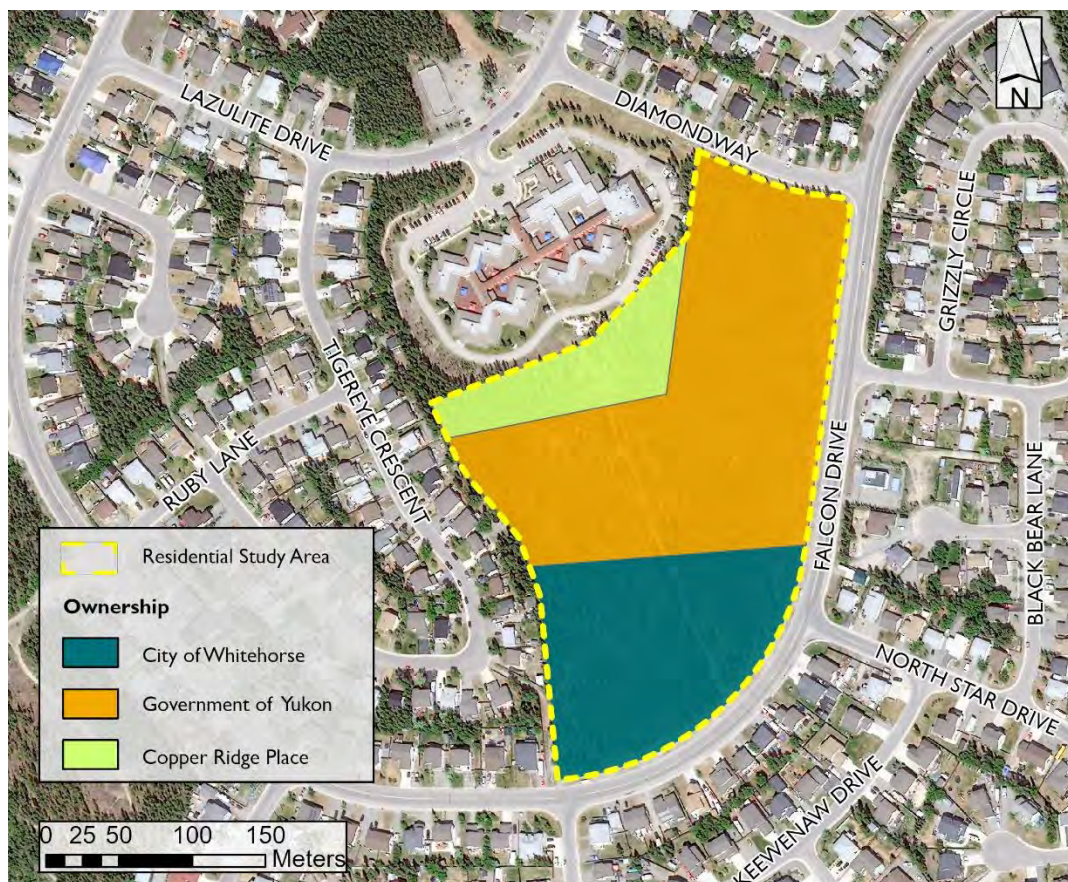 LAZULITE DRIVE
DIAMONDWAY
N
GRIZZLY CIRCLE
TIGEREYE CRESCENT
RUBY LANE
FALCON DRIVE
BLACK BEAR LANE
NORTH STAR DRIVE
KEEWENAW DRIVE
Residential Study Area
Ownership
City of Whitehorse
Government of Yukon
Copper Ridge Place
0 25 50 100 150
Meters